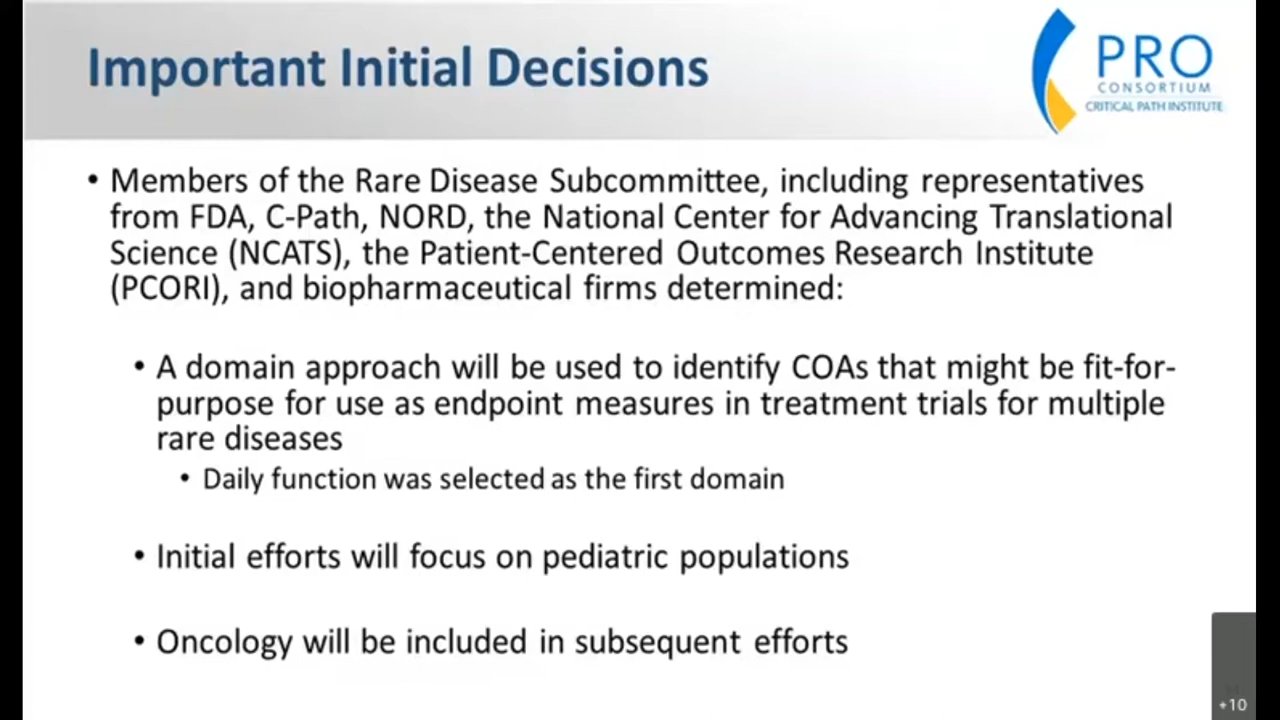 Important Initial Decisions
PRO
CONSORTIUM
CRITICAL PATH INSTITUTE
• Members of the Rare Disease Subcommittee, including representatives
from FDA, C-Path, NORD, the National Center for Advancing Translational
Science (NCATS), the Patient-Centered Outcomes Research Institute
(PCORI), and biopharmaceutical firms determined:
• A domain approach will be used to identify COAs that might be fit-for-
purpose for use as endpoint measures in treatment trials for multiple
rare diseases
• Daily function was selected as the first domain
• Initial efforts will focus on pediatric populations
• Oncology will be included in subsequent efforts
+10